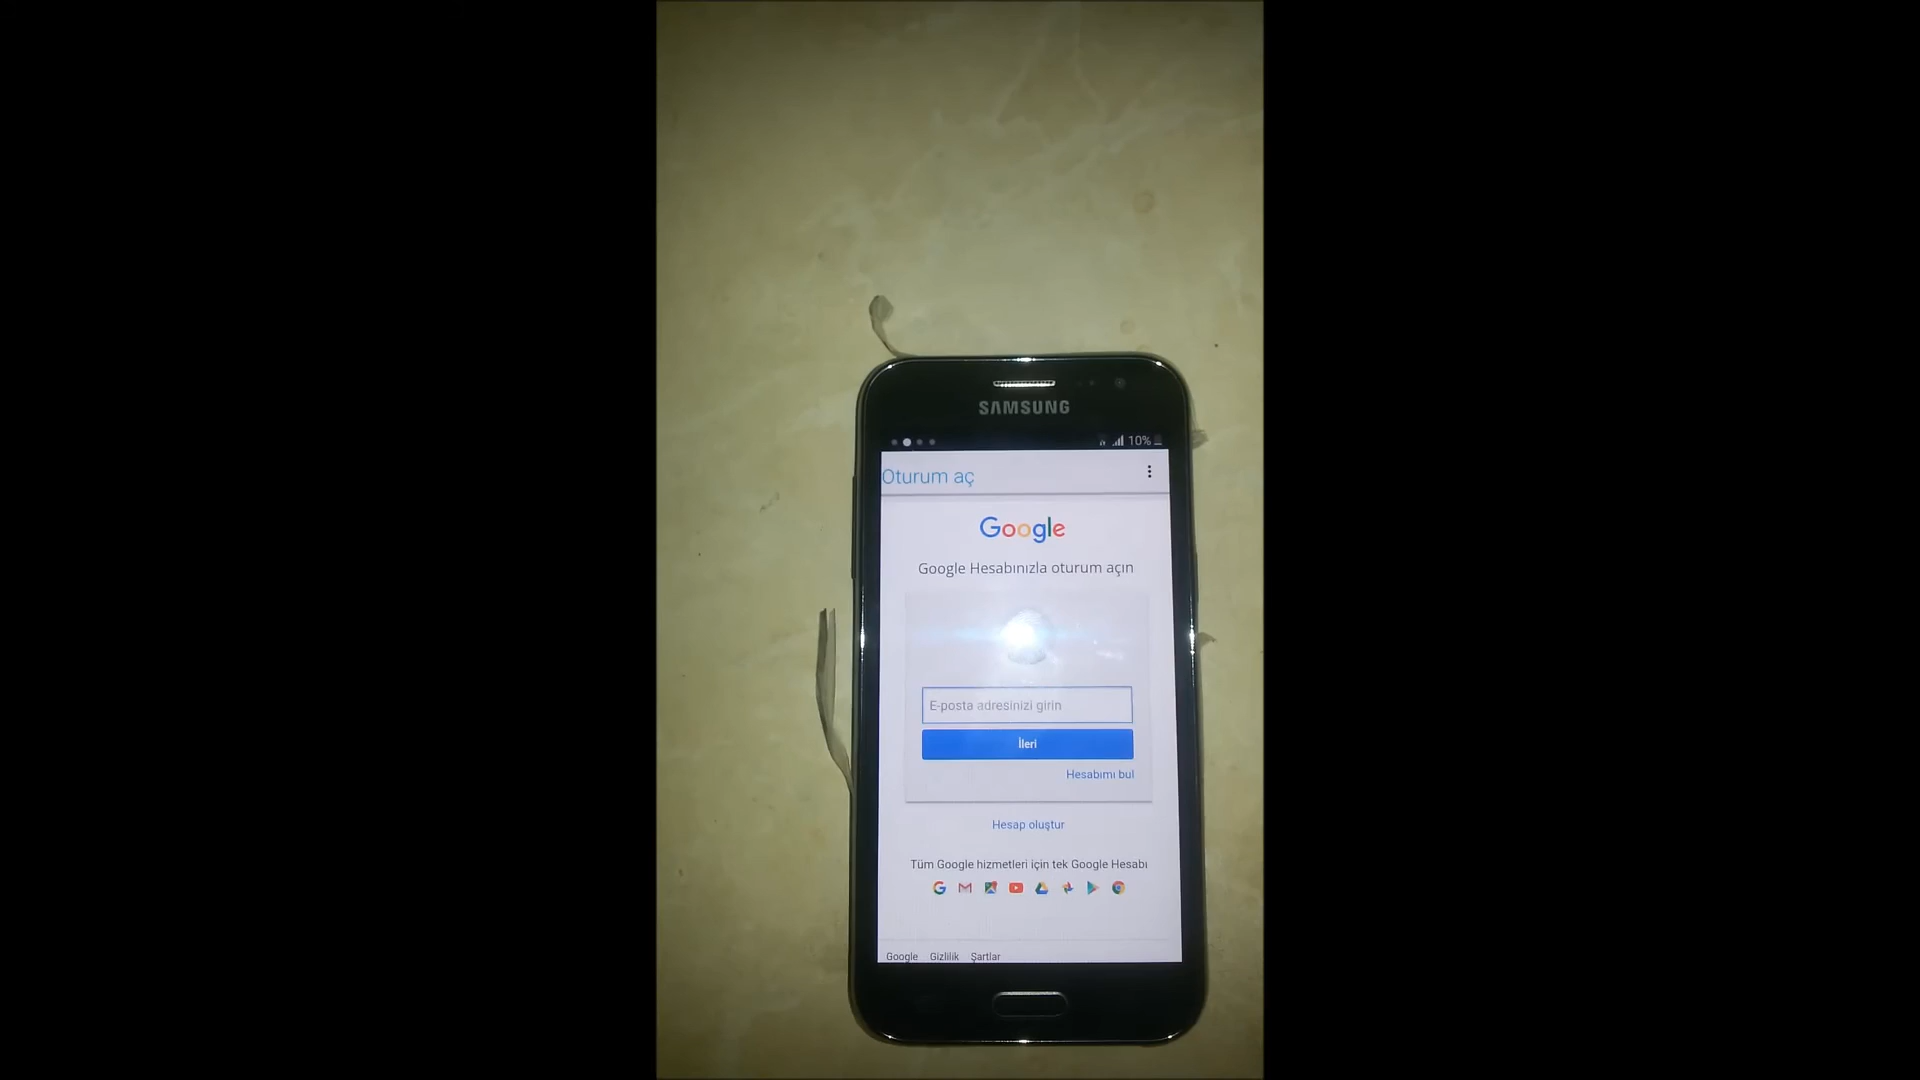 SAMSUNG
10%
Oturum aç
Google
Google Hesabınızla oturum açın
E-posta adresinizi girin
İleri
Hesabımı bul
Hesap oluştur
Tüm Google hizmetleri için tek Google Hesabı
Google Gizlilik Şartlar